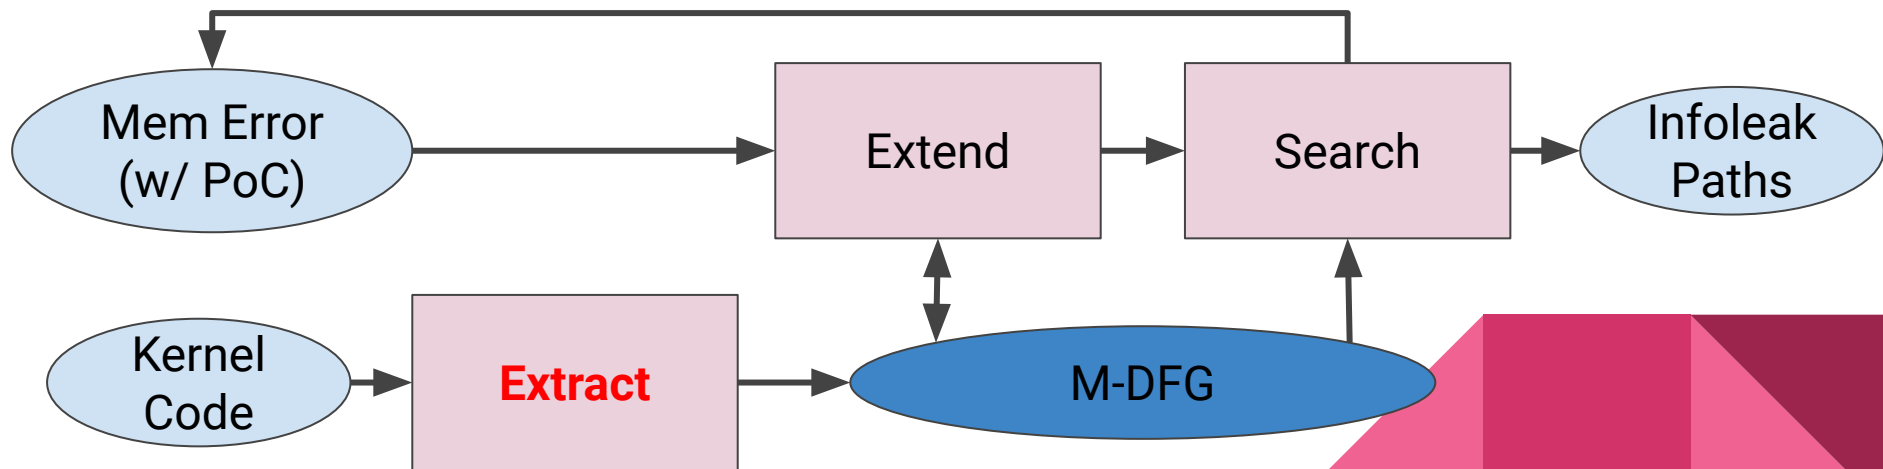 Mem Error
(w/ PoC)
Extend
Search
Infoleak
Paths
Kernel
Code
Extract
M-DFG